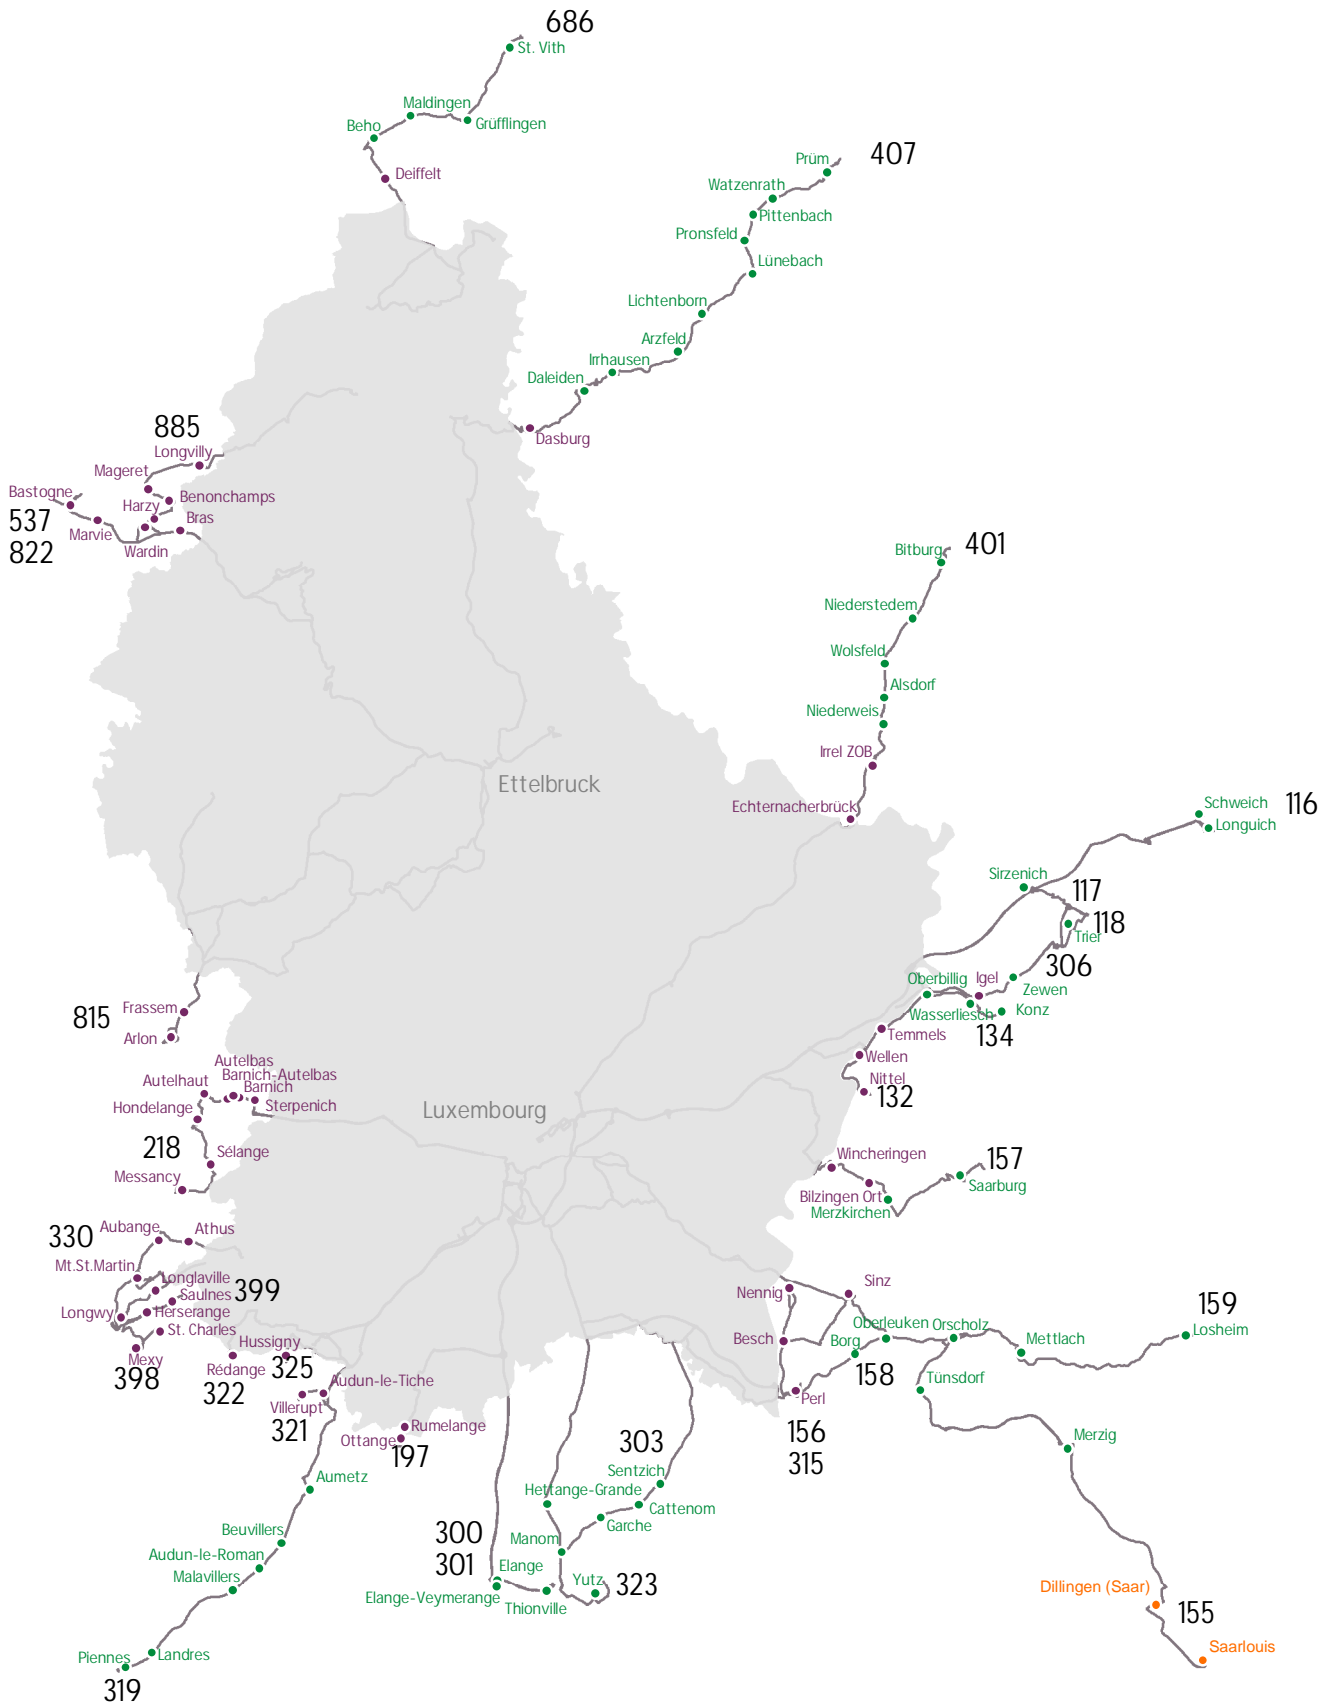 686
St. Vith
Maldingen
Grüfflingen
Beho
Deiffelt
407
Prüm
Watzenrath
Pittenbach
Pronsfeld
Lünebach
Lichtenborn
Arzfeld
Irrhausen
Daleiden
Dasburg
885
Longvilly
Mageret
Bastogne
Benonchamps
Harzy
537
Bras
Marvie
822
Wardin
401
Bitburg
Niederstedem
Wolsfeld
Alsdorf
Niederweis
Irrel ZOB
Ettelbruck
Echternacherbrück
Schweich
116
Longuich
Sirzenich
117
118
Trier
306
Oberbillig
Igel
Zewen
Wasserliesch
Konz
134
Temmels
Wellen
Nittel
132
Frassem
815
Arlon
Autelbas
Barnich-Autelbas
Autelhaut
Barnich
Hondelange
Sterpenich
Luxembourg
218
Sélange
Messancy
Wincheringen
157
Saarburg
Bilzingen Ort
Merzkirchen
Aubange
Athus
330
Mt.St.Martin
Longlaville
Saulnes
399
Longwy
Herserange
St. Charles
Mexy
398
Hussigny
325
Rédange
322
Audun-le-Tiche
Villerupt
321
Rumelange
Ottange
197
Nennig
Sinz
Besch
Oberleuken
Orscholz
159
Losheim
Borg
Mettlach
158
Perl
Tünsdorf
156
315
Merzig
303
Sentzich
Aumetz
Hettange-Grande
Cattenom
Garche
Beuvillers
300
Manom
Audun-le-Roman
301
Elange
Malavillers
Elange-Veymerange
Yutz
323
Thionville
Dillingen (Saar)
155
Saarlouis
Piennes
Landres
319